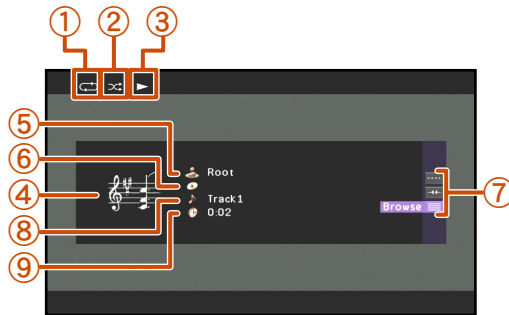 ① ② ③
⑤ Root
⑥
④ ⑦
⑧ Track1
Browse
⑨ 0:02